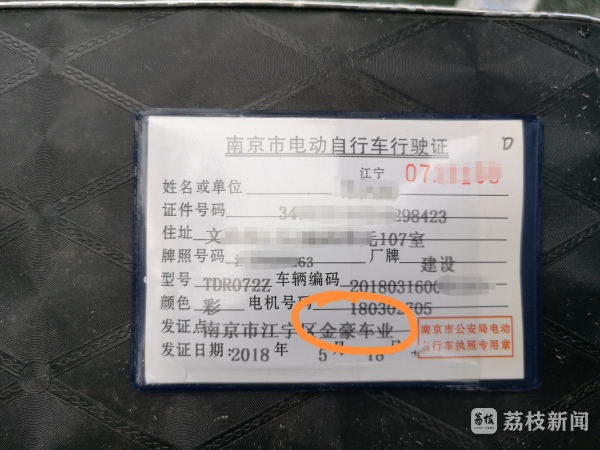 D
南京市电动自行车行驶证
江宁 07
姓名或单位
证件号码 34 298423
住址 文 107室
牌照号码 263 厂牌 建设
型号 TDR072Z 车辆编码 201803160
颜色 彩 电机号码 180302705
发证点 南京市江宁区金豪车业
发证日期:2018 年 5 月 18
南京市公安局电动
自行车执照专用章
荔枝 荔枝新闻